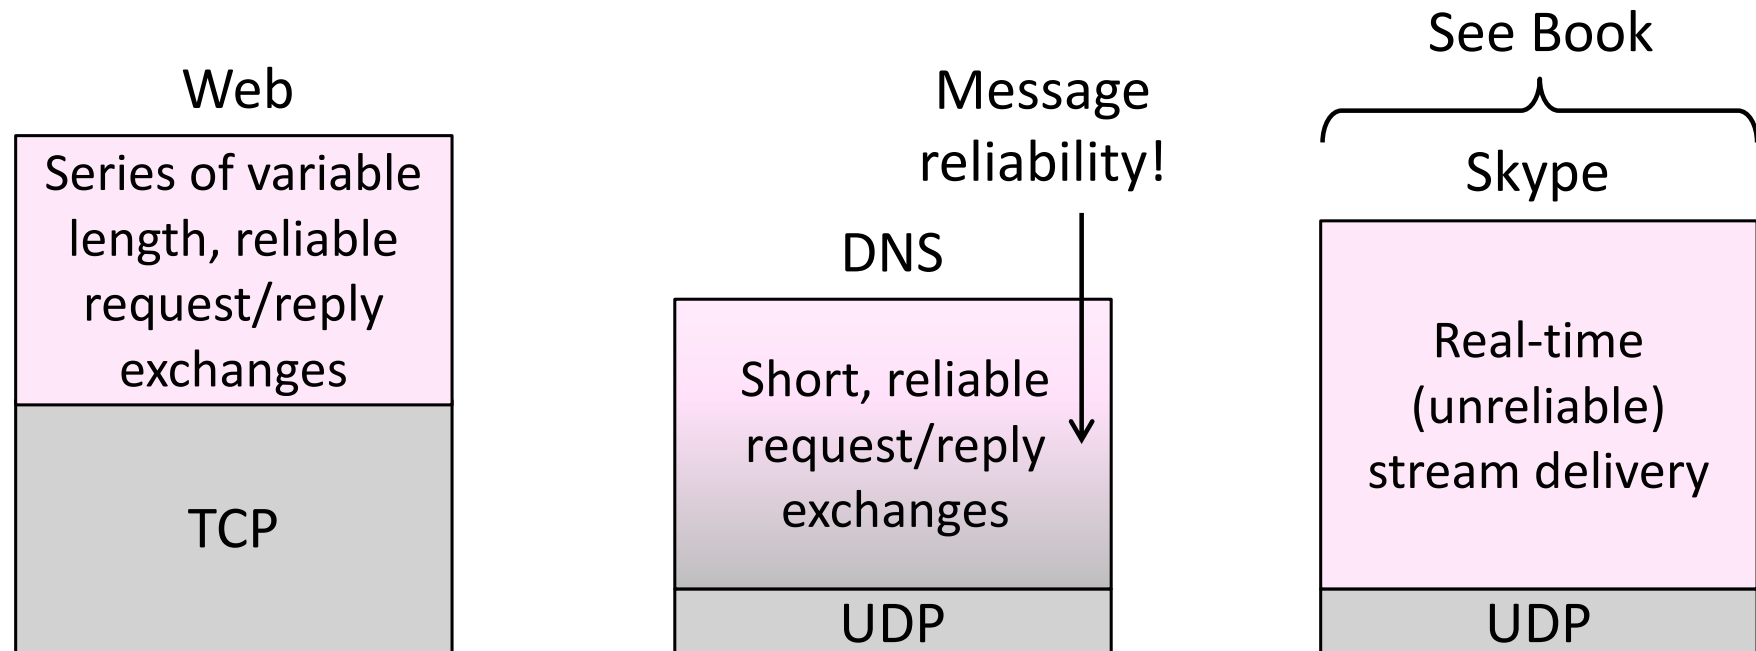 Web
Series of variable
length, reliable
request/reply
exchanges
TCP
Message
reliability!
DNS
Short, reliable
request/reply
exchanges
UDP
See Book
Skype
Real-time
(unreliable)
stream delivery
UDP